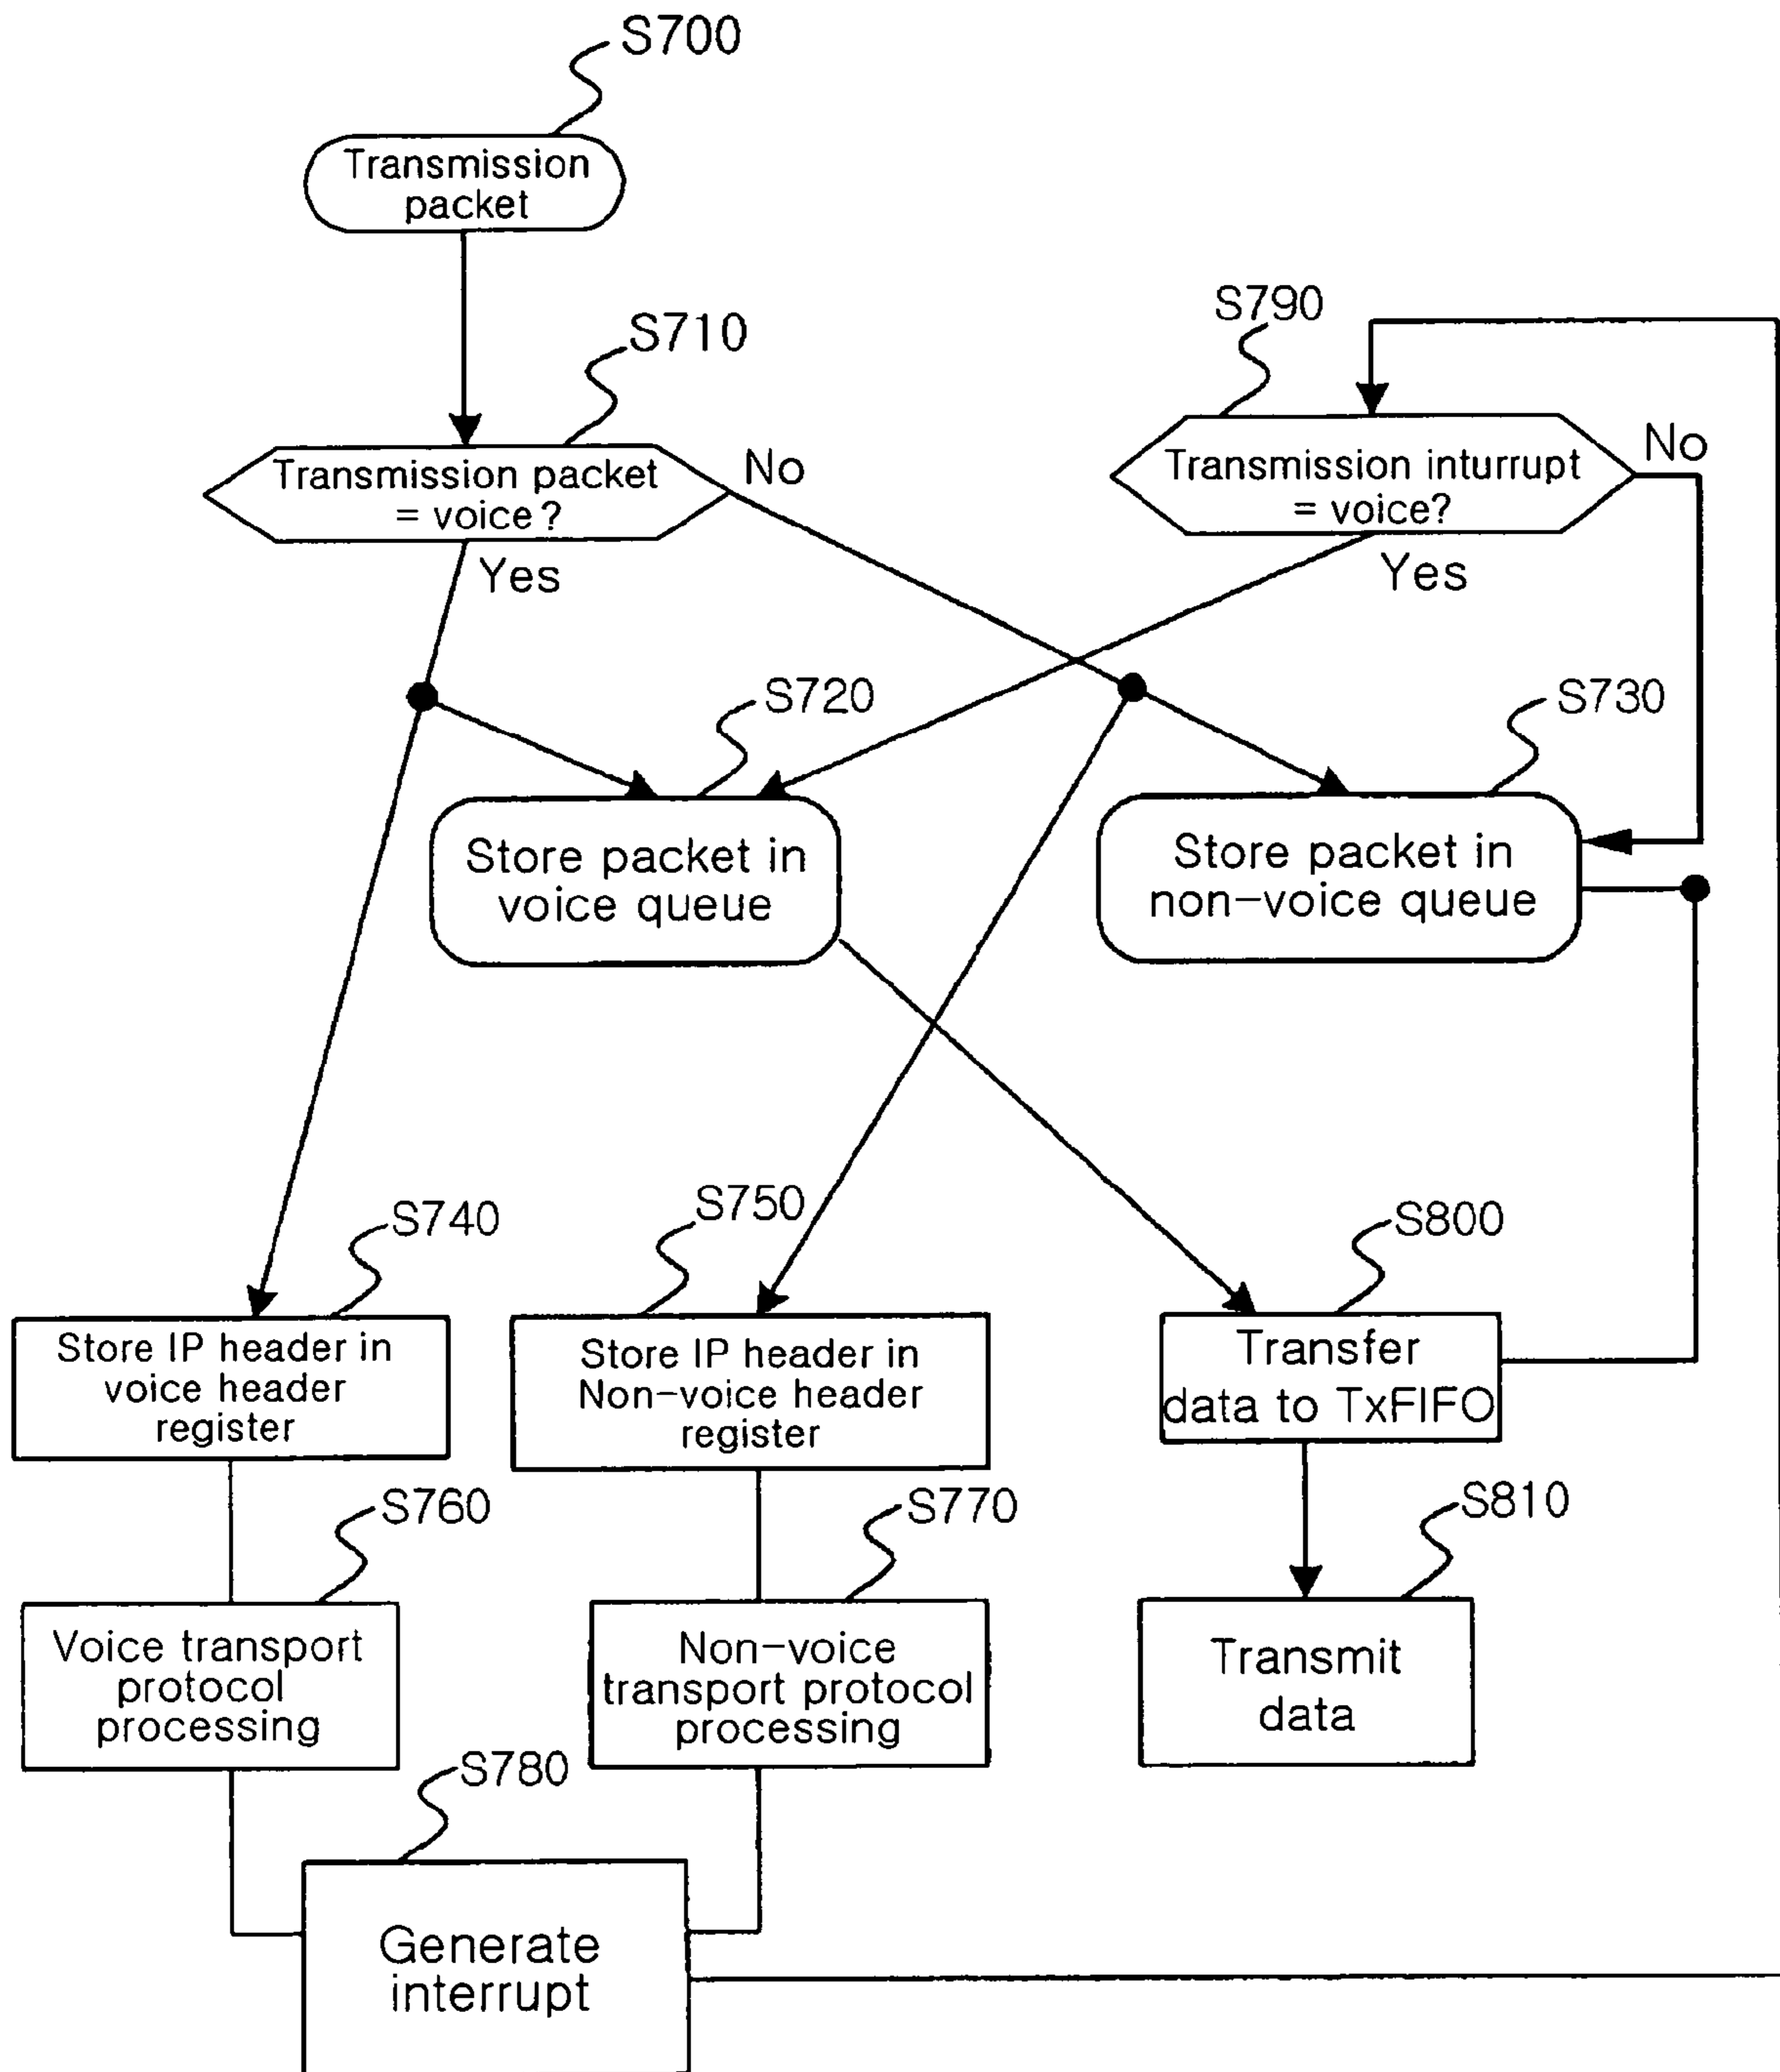 S700
Transmission
packet
S710
S790
Transmission packet
= voice?
No
Yes
Transmission inturrupt
= voice?
No
Yes
S720
S730
Store packet in
voice queue
Store packet in
non-voice queue
S740
S750
S800
Store IP header in
voice header
register
Store IP header in
Non-voice header
register
Transfer
data to TxFIFO
S760
S770
S810
Voice transport
protocol
processing
Non-voice
transport protocol
processing
Transmit
data
S780
Generate
interrupt